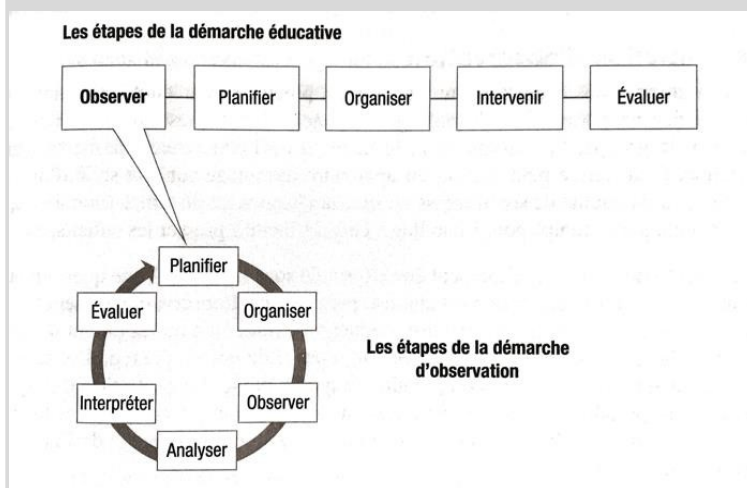 Les étapes de la démarche éducative
Observer
Planifier
Organiser
Intervenir
Évaluer
Planifier
Organiser
Observer
Analyser
Interpréter
Évaluer
Les étapes de la démarche
d'observation